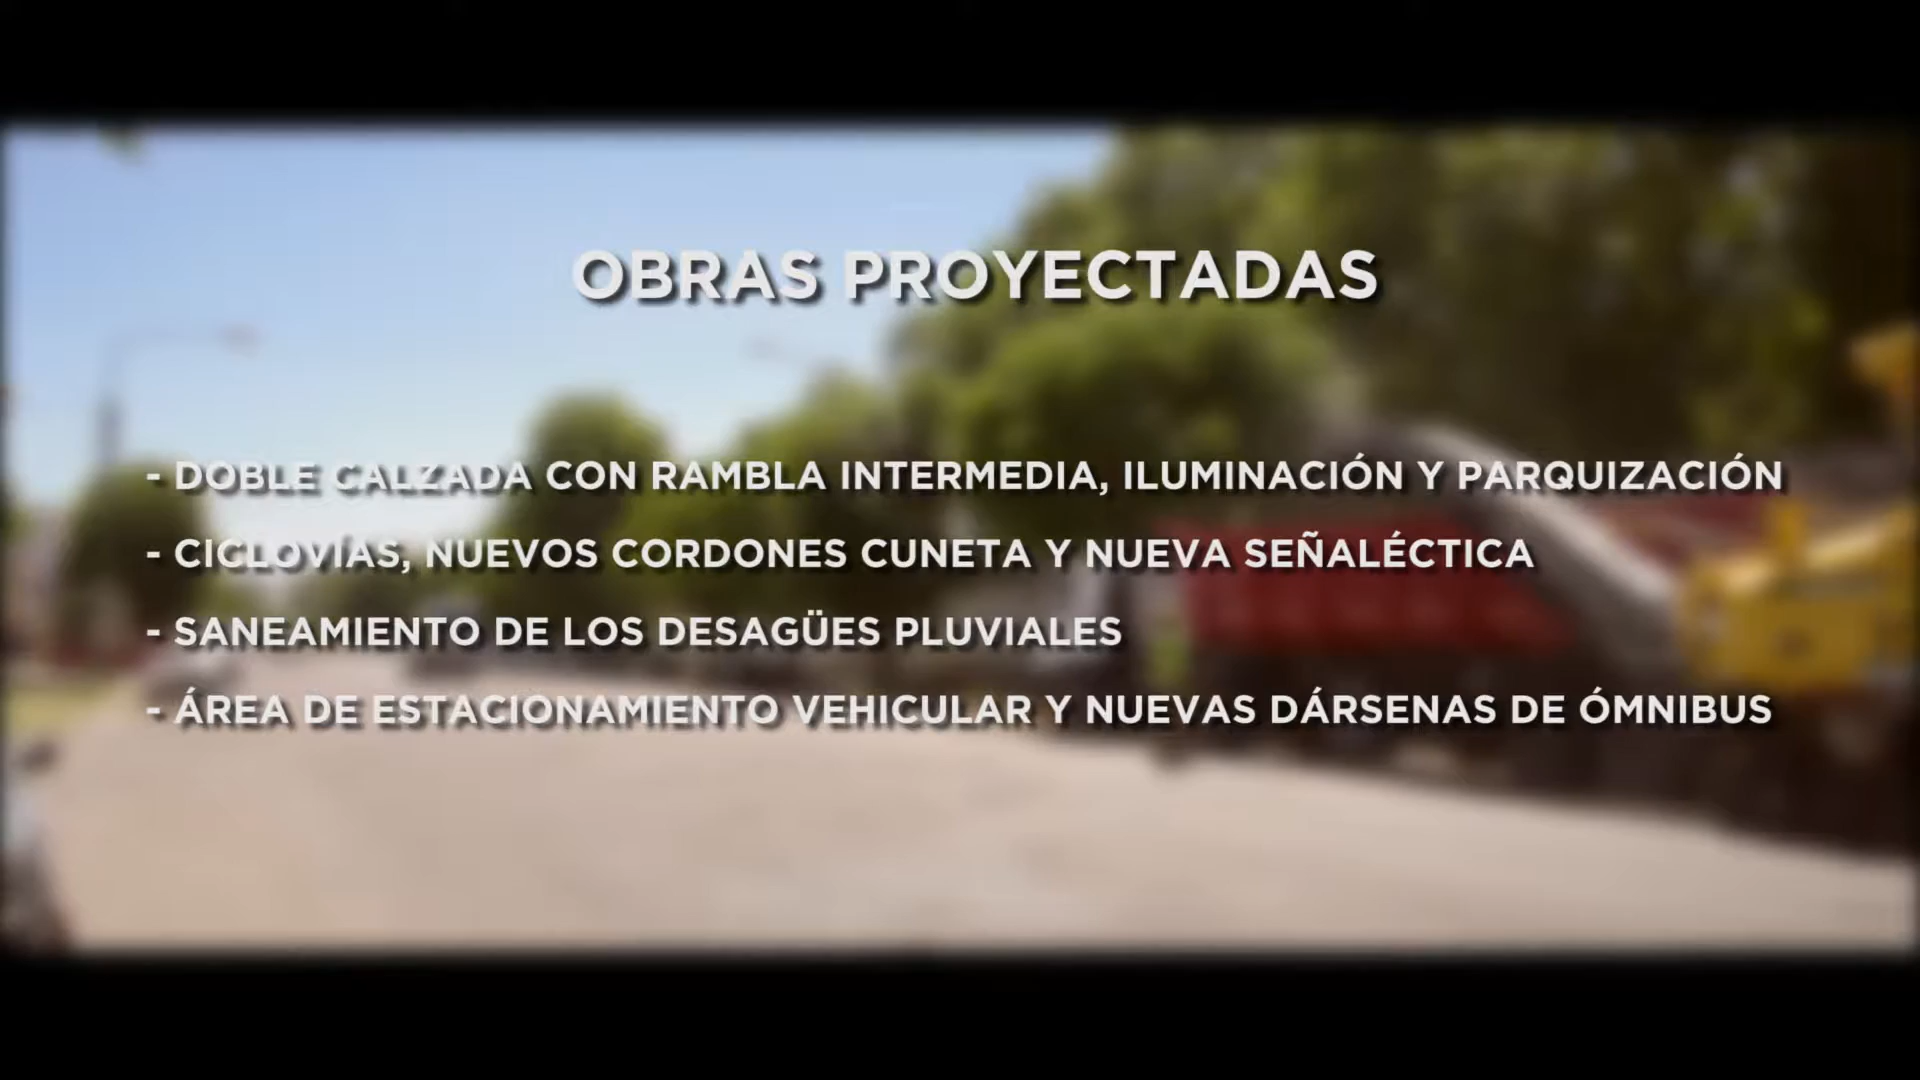 OBRAS PROYECTADAS
- DOBLE CALZADA CON RAMBLA INTERMEDIA, ILUMINACIÓN Y PARQUIZACIÓN
- CICLOVÍAS, NUEVOS CORDONES CUNETA Y NUEVA SEÑALÉCTICA
- SANEAMIENTO DE LOS DESAGÜES PLUVIALES
- ÁREA DE ESTACIONAMIENTO VEHICULAR Y NUEVAS DÁRSENAS DE ÓMNIBUS